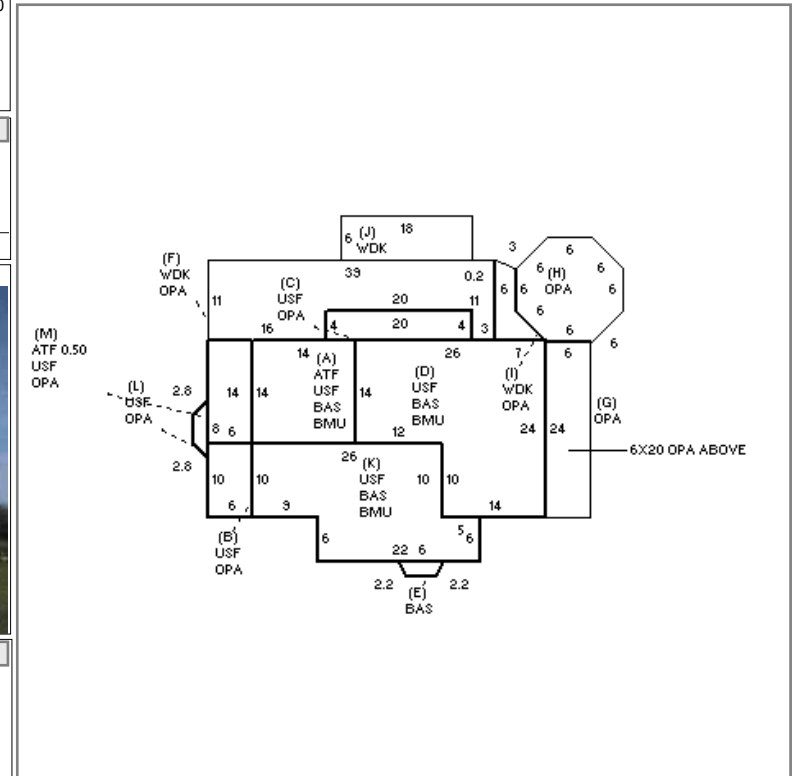 6
(J)
18
WDK
(F)
WDK
OPA
39
0.2
3
6
6
6
(H)
OPA
6
6
6
6
6
6
(C)
USF
OPA
11
20
11
6
16
4
20
4
3
(M)
ATF 0.50
USF
OPA
14
(A)
ATF
USF
BAS
BMU
26
7
6
(L)
USF
OPA
2.8
14
14
14
(D)
USF
BAS
BMU
(I)
WDK
OPA
(G)
OPA
8
6
12
24
24
2.8
26
(K)
USF
BAS
BMU
6X20 OPA ABOVE
10
10
10
10
6
9
14
(B)
USF
OPA
6
22
6
5
6
2.2
(E)
BAS
2.2